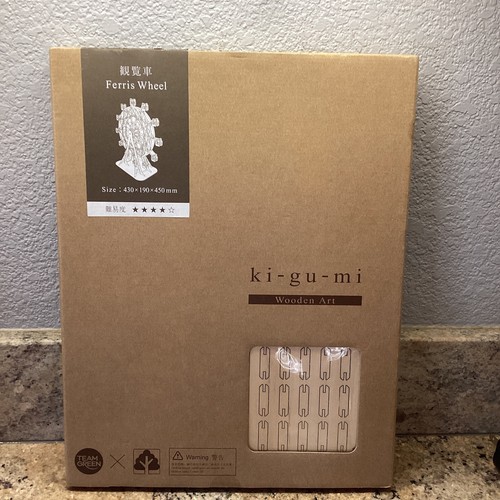 観覧車
Ferris Wheel
Size：430×190×450mm
難易度 ★★★★☆
ki-gu-mi
Wooden Art
TEAM
GREEN
×
Warning 警告